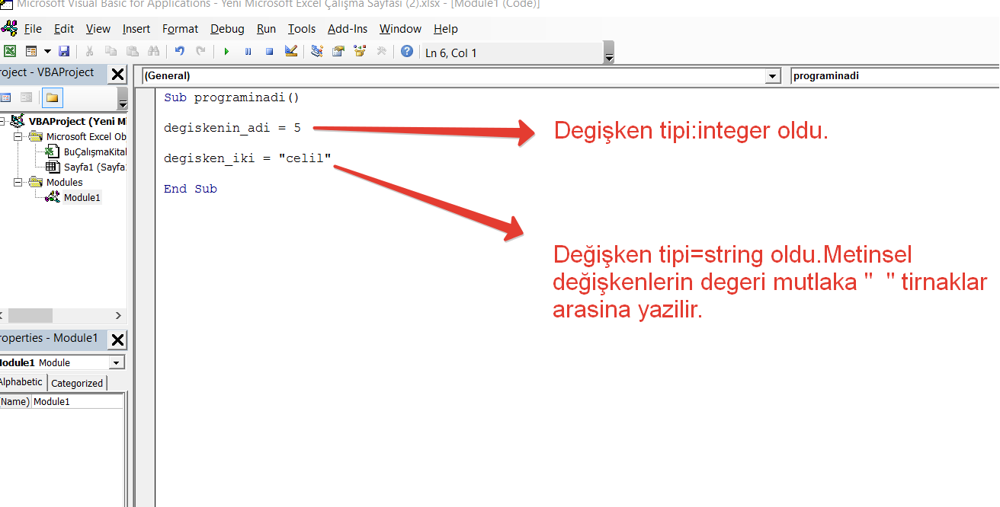 Microsoft Visual Basic for Applications - Yeni Microsoft Excel Çalışma Sayfası (2).xlsx - [Module1 (Code)]
File Edit View Insert Format Debug Run Tools Add-Ins Window Help
Ln 6, Col 1
roject - VBAProject
(General)
programinadi
VBAProject (Yeni M
Microsoft Excel Ob
BuÇalışmaKital
Sayfa1 (Sayfa
Modules
Module1
Sub programinadi()
degiskenin_adi = 5
degisken_iki = "celil"
End Sub
Degişken tipi:integer oldu.
Değişken tipi=string oldu.Metinsel
değişkenlerin degeri mutlaka " " tirnaklar
arasina yazilir.
roperties - Module1
Module1 Module
Alphabetic Categorized
(Name) Module1